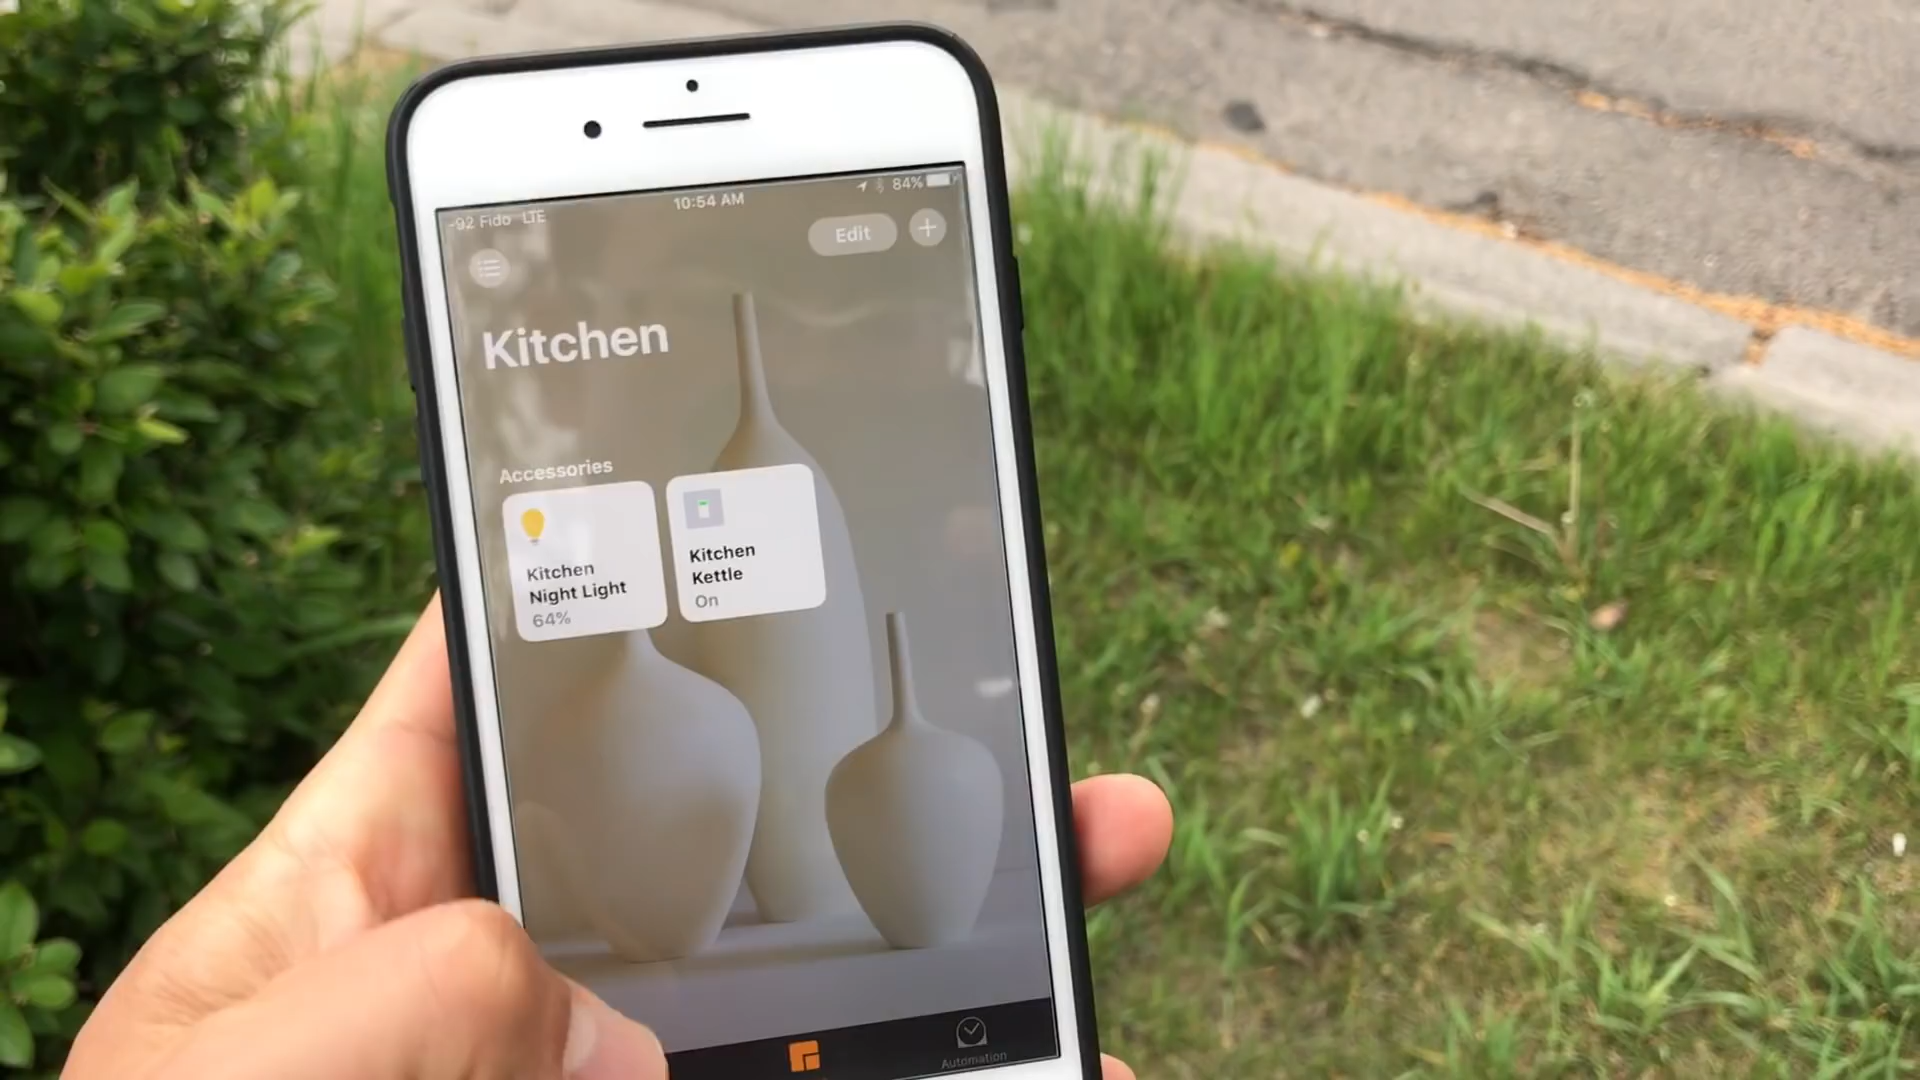 -92 Fido LTE 10:54 AM 84%
Edit
Kitchen
Accessories
Kitchen
Night Light
64%
Kitchen
Kettle
On
Automation